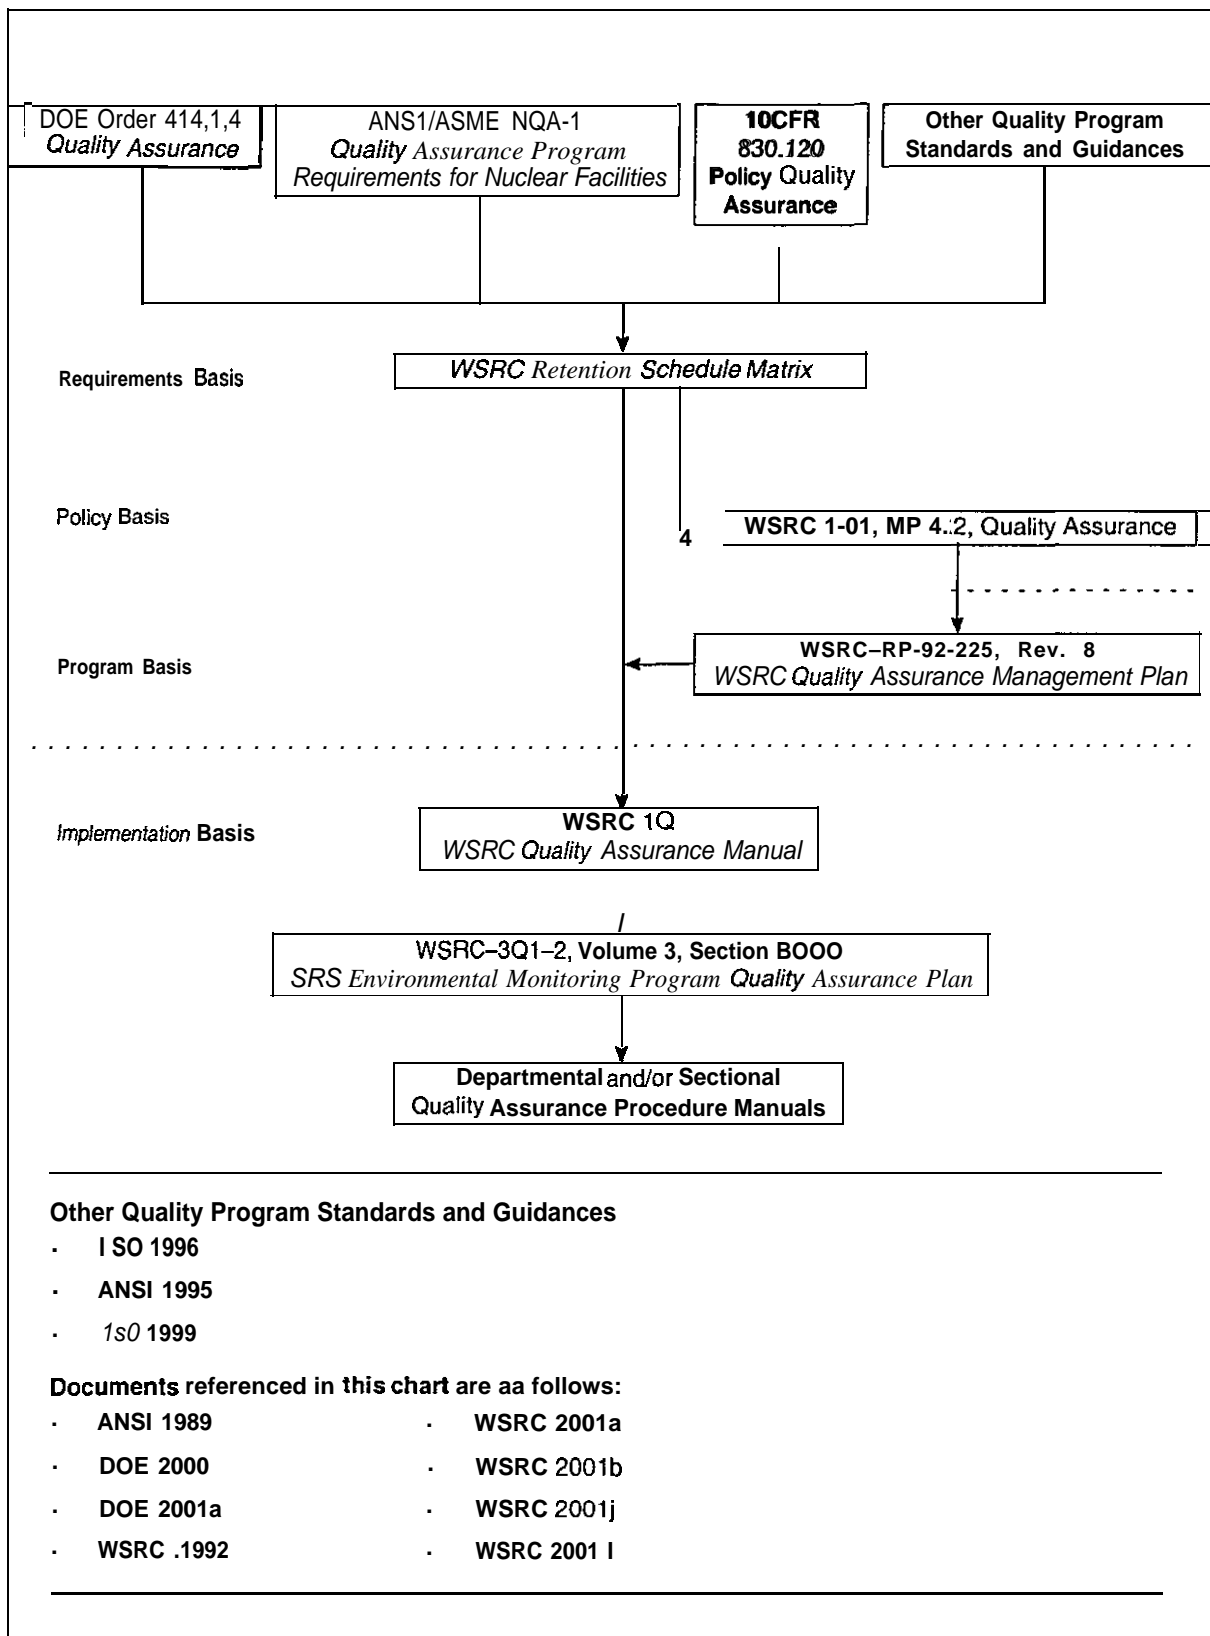 DOE Order 414,1,4
Quality Assurance
ANS1/ASME NQA-1
Quality Assurance Program
Requirements for Nuclear Facilities
10CFR
830.120
Policy Quality
Assurance
Other Quality Program
Standards and Guidances
Requirements Basis
WSRC Retention Schedule Matrix
Policy Basis
4
WSRC 1-01, MP 4.:2, Quality Assurance
Program Basis
WSRC–RP-92-225, Rev. 8
WSRC Quality Assurance Management Plan
Implementation Basis
WSRC 1Q
WSRC Quality Assurance Manual
/
WSRC–3Q1–2, Volume 3, Section BOOO
SRS Environmental Monitoring Program Quality Assurance Plan
Departmental and/or Sectional
Quality Assurance Procedure Manuals
Other Quality Program Standards and Guidances
· I SO 1996
· ANSI 1995
· 1s0 1999
Documents referenced in this chart are aa follows:
· ANSI 1989
· DOE 2000
· DOE 2001a
· WSRC .1992
· WSRC 2001a
· WSRC 2001b
· WSRC 2001j
· WSRC 2001 I